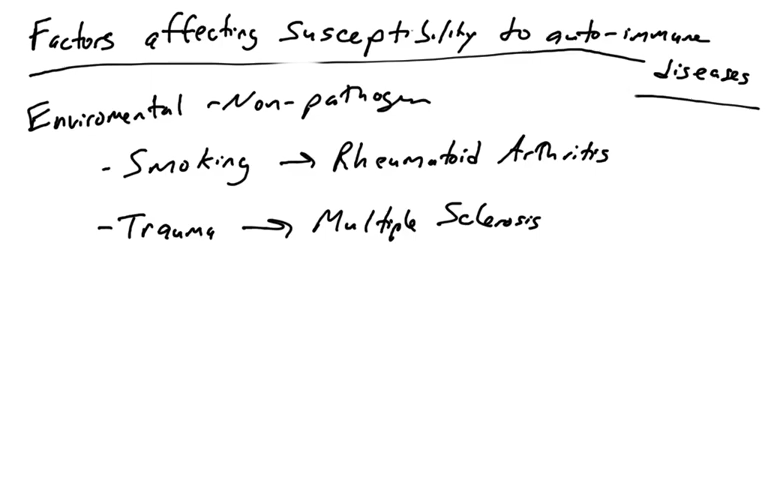 Factors affecting susceptibility to auto-immune
diseases
Enviromental - Non-pathogen
- Smoking → Rheumatoid Arthritis
- Trauma → Multiple Sclerosis